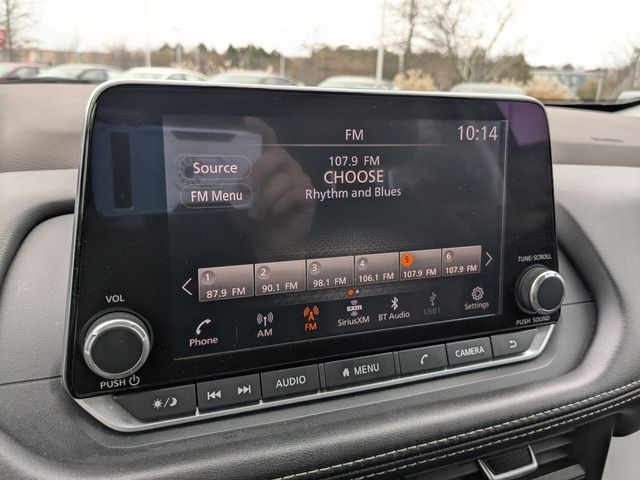 FM
10:14
Source
FM Menu
107.9 FM
CHOOSE
Rhythm and Blues
1 2 3 4 5 6
87.9 FM 90.1 FM 98.1 FM 106.1 FM 107.9 FM 107.9 FM
Phone AM FM sxm SiriusXM BT Audio USB1 Settings
VOL
PUSH
TUNE·SCROLL
PUSH SOUND
AUDIO MENU CAMERA